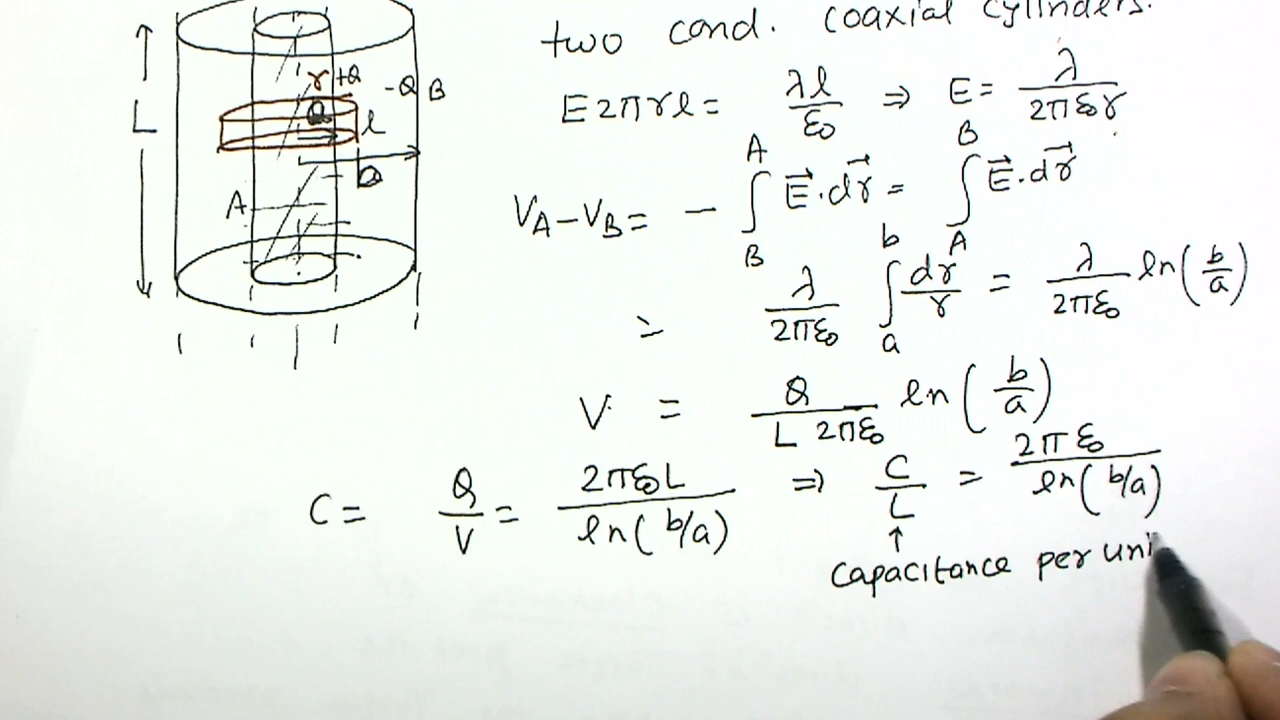 two cond. coaxial cylinders.
E 2πrl = λl/ε₀ ⇒ E = λ/2πε₀r
V_A - V_B = - ∫_B^A E⃗.dr⃗ = ∫_A^B E⃗.dr⃗
= λ/2πε₀ ∫_a^b dr/r = λ/2πε₀ ln(b/a)
V = Q/L 2πε₀ ln(b/a)
C = Q/V = 2πε₀L/ln(b/a) ⇒ C/L = 2πε₀/ln(b/a)
↑
Capacitance per uni
L
r
+Q
-Q
B
l
b
A